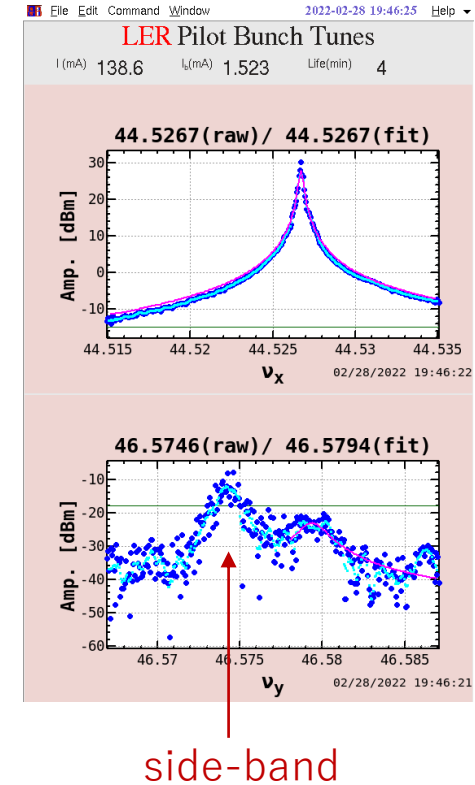 File Edit Command Window 2022-02-28 19:46:25 Help
LER Pilot Bunch Tunes
I (mA) 138.6 Ib(mA) 1.523 Life(min) 4
44.5267(raw)/ 44.5267(fit)
Amp. [dBm]
30
20
10
0
-10
44.515 44.52 44.525 44.53 44.535
νx 02/28/2022 19:46:22
46.5746(raw)/ 46.5794(fit)
Amp. [dBm]
-10
-20
-30
-40
-50
-60
46.57 46.575 46.58 46.585
νy 02/28/2022 19:46:21
side-band